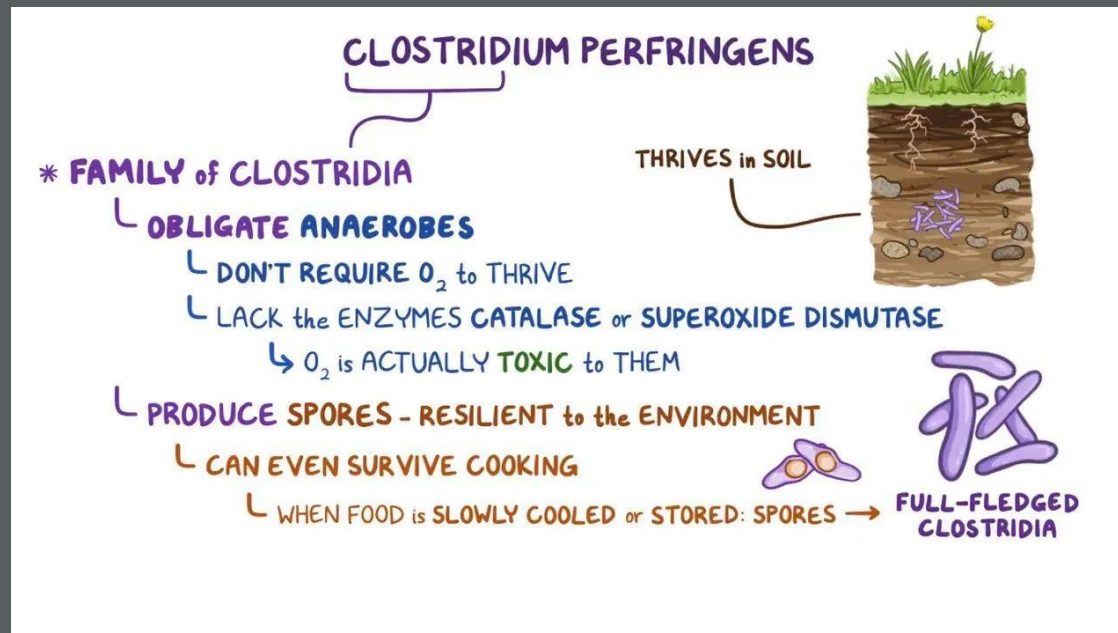 CLOSTRIDIUM PERFRINGENS
THRIVES in SOIL
* FAMILY of CLOSTRIDIA
OBLIGATE ANAEROBES
DON'T REQUIRE O₂ to THRIVE
LACK the ENZYMES CATALASE or SUPEROXIDE DISMUTASE
↳ O₂ is ACTUALLY TOXIC to THEM
PRODUCE SPORES - RESILIENT to the ENVIRONMENT
CAN EVEN SURVIVE COOKING
WHEN FOOD is SLOWLY COOLED or STORED: SPORES →
FULL-FLEDGED
CLOSTRIDIA